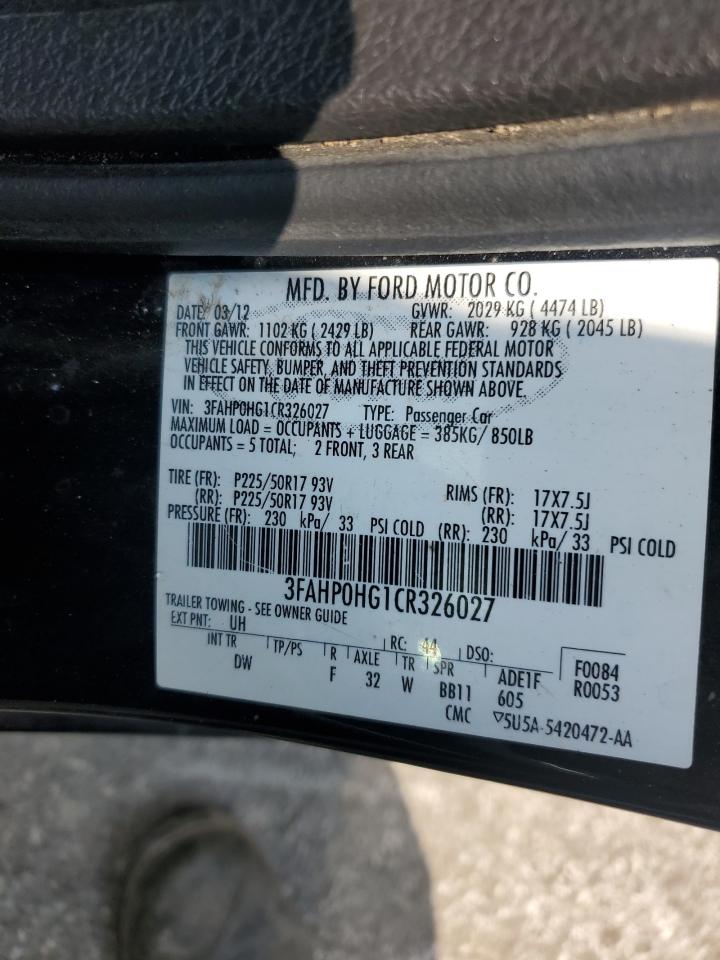 MFD. BY FORD MOTOR CO.
DATE: 03/12 GVWR: 2029 KG ( 4474 LB)
FRONT GAWR: 1102 KG ( 2429 LB) REAR GAWR: 928 KG ( 2045 LB)
THIS VEHICLE CONFORMS TO ALL APPLICABLE FEDERAL MOTOR
VEHICLE SAFETY, BUMPER, AND THEFT PREVENTION STANDARDS
IN EFFECT ON THE DATE OF MANUFACTURE SHOWN ABOVE.
VIN: 3FAHP0HG1CR326027 TYPE: Passenger Car
MAXIMUM LOAD = OCCUPANTS + LUGGAGE = 385KG/ 850LB
OCCUPANTS = 5 TOTAL; 2 FRONT, 3 REAR
TIRE (FR): P225/50R17 93V RIMS (FR): 17X7.5J
(RR): P225/50R17 93V (RR): 17X7.5J
PRESSURE (FR): 230 kPa/ 33 PSI COLD (RR): 230 kPa/ 33 PSI COLD
3FAHP0HG1CR326027
TRAILER TOWING - SEE OWNER GUIDE
EXT PNT: UH RC: 44 DSO: F0084
INT TR TP/PS R AXLE TR SPR ADE1F R0053
DW F 32 W BB11 605
CMC ▽5U5A-5420472-AA